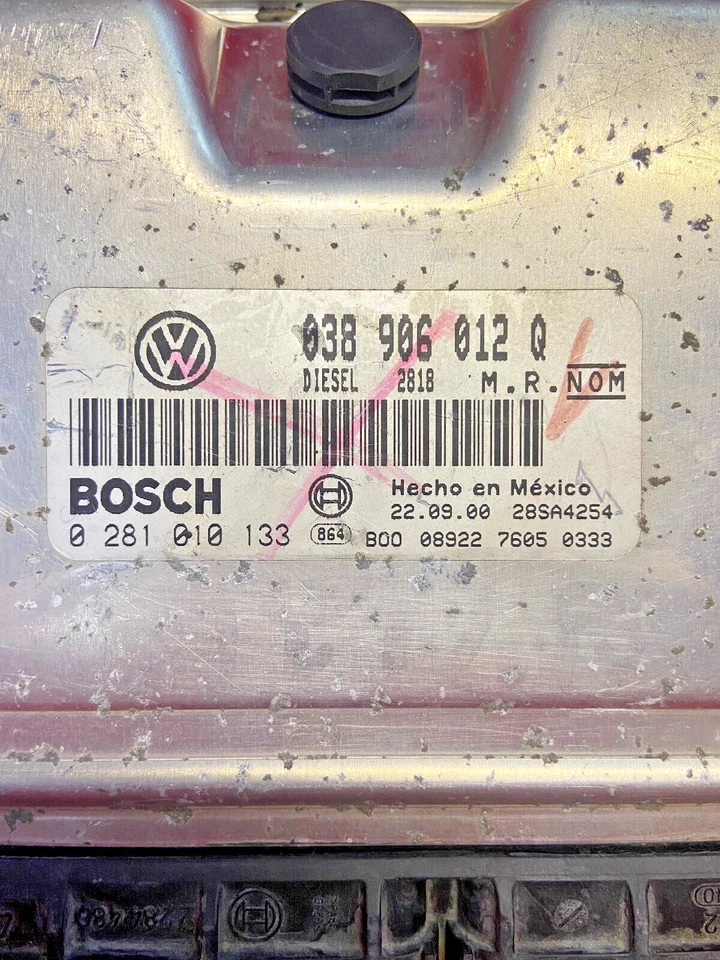 038 906 012 Q
DIESEL 2818 M.R. NOM
BOSCH
Hecho en México
22.09.00 28SA4254
0 281 010 133 864 B00 08922 7605 0333